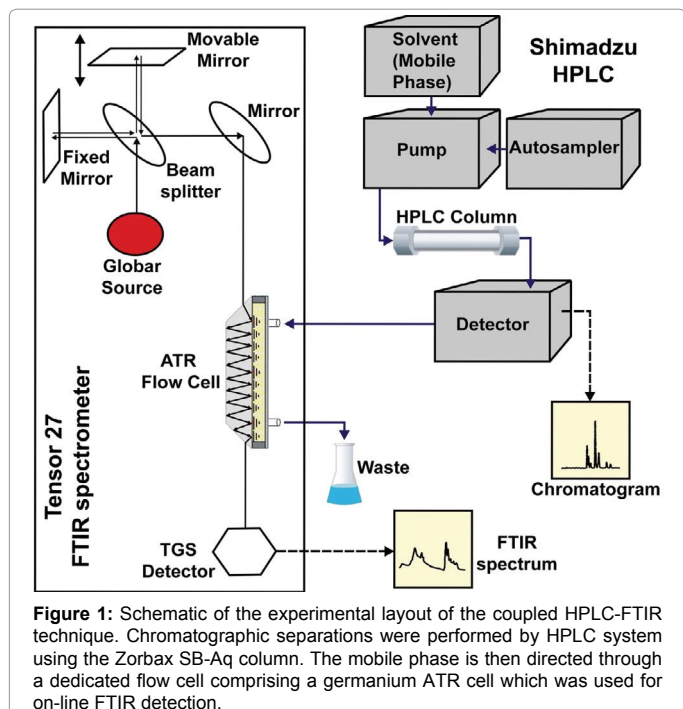 Movable
Mirror
Mirror
Fixed
Mirror
Beam
splitter
Globar
Source
ATR
Flow Cell
Tensor 27
FTIR spectrometer
TGS
Detector
Solvent
(Mobile
Phase)
Shimadzu
HPLC
Pump
Autosampler
HPLC Column
Detector
Waste
Chromatogram
FTIR
spectrum
Figure 1: Schematic of the experimental layout of the coupled HPLC-FTIR
technique. Chromatographic separations were performed by HPLC system
using the Zorbax SB-Aq column. The mobile phase is then directed through
a dedicated flow cell comprising a germanium ATR cell which was used for
on-line FTIR detection.